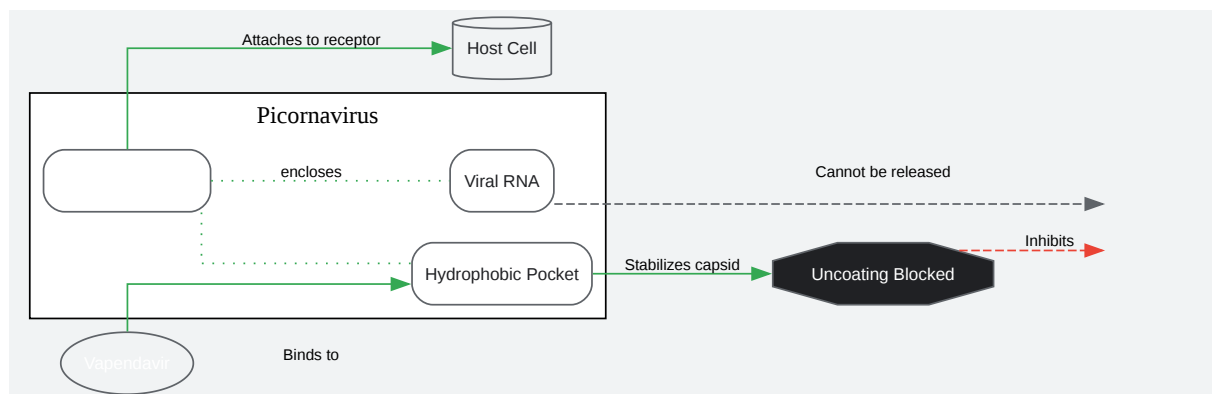 Attaches to receptor
Host Cell
Picornavirus
encloses
Viral RNA
Cannot be released
Hydrophobic Pocket
Stabilizes capsid
Uncoating Blocked
Inhibits
Vapendavir
Binds to